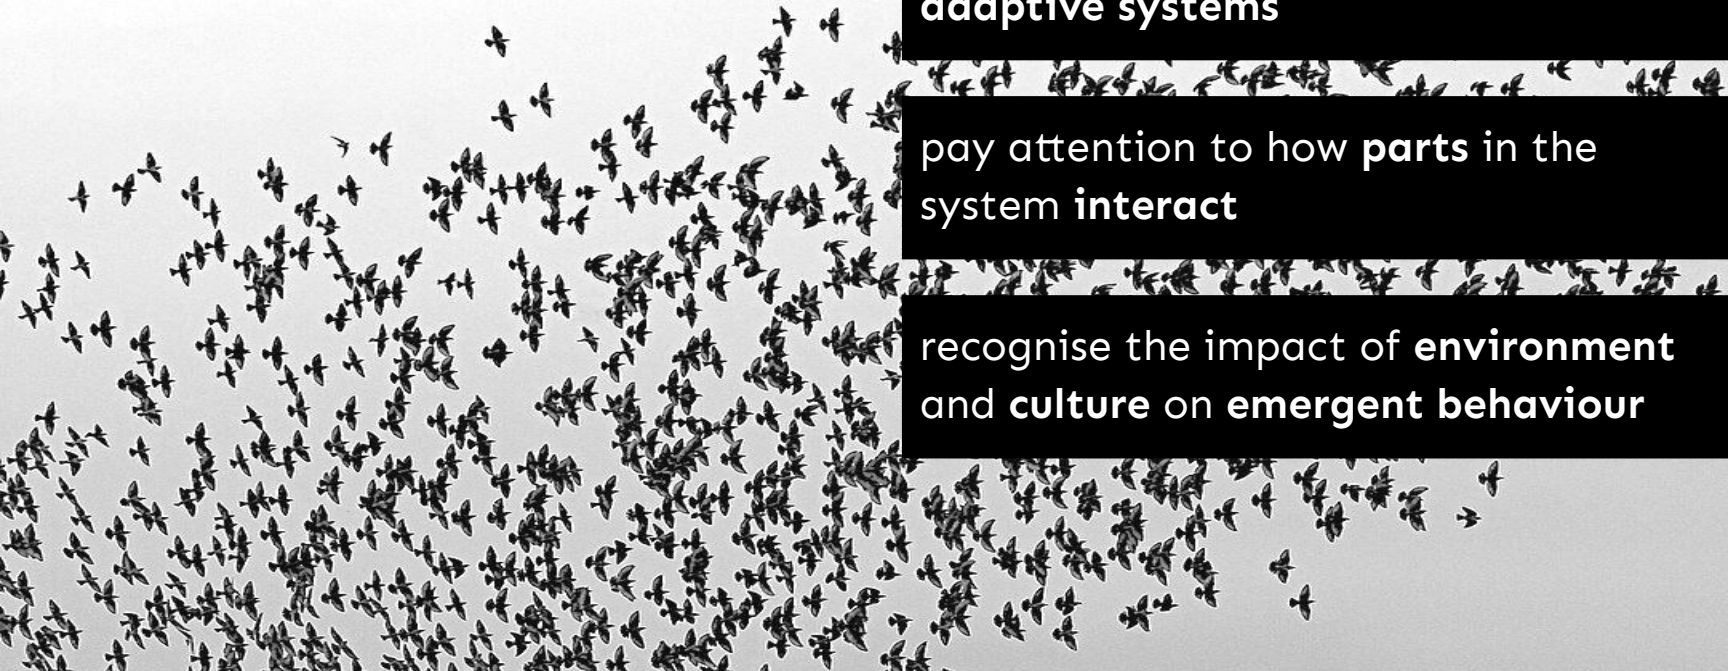 adaptive systems
pay attention to how parts in the
system interact
recognise the impact of environment
and culture on emergent behaviour